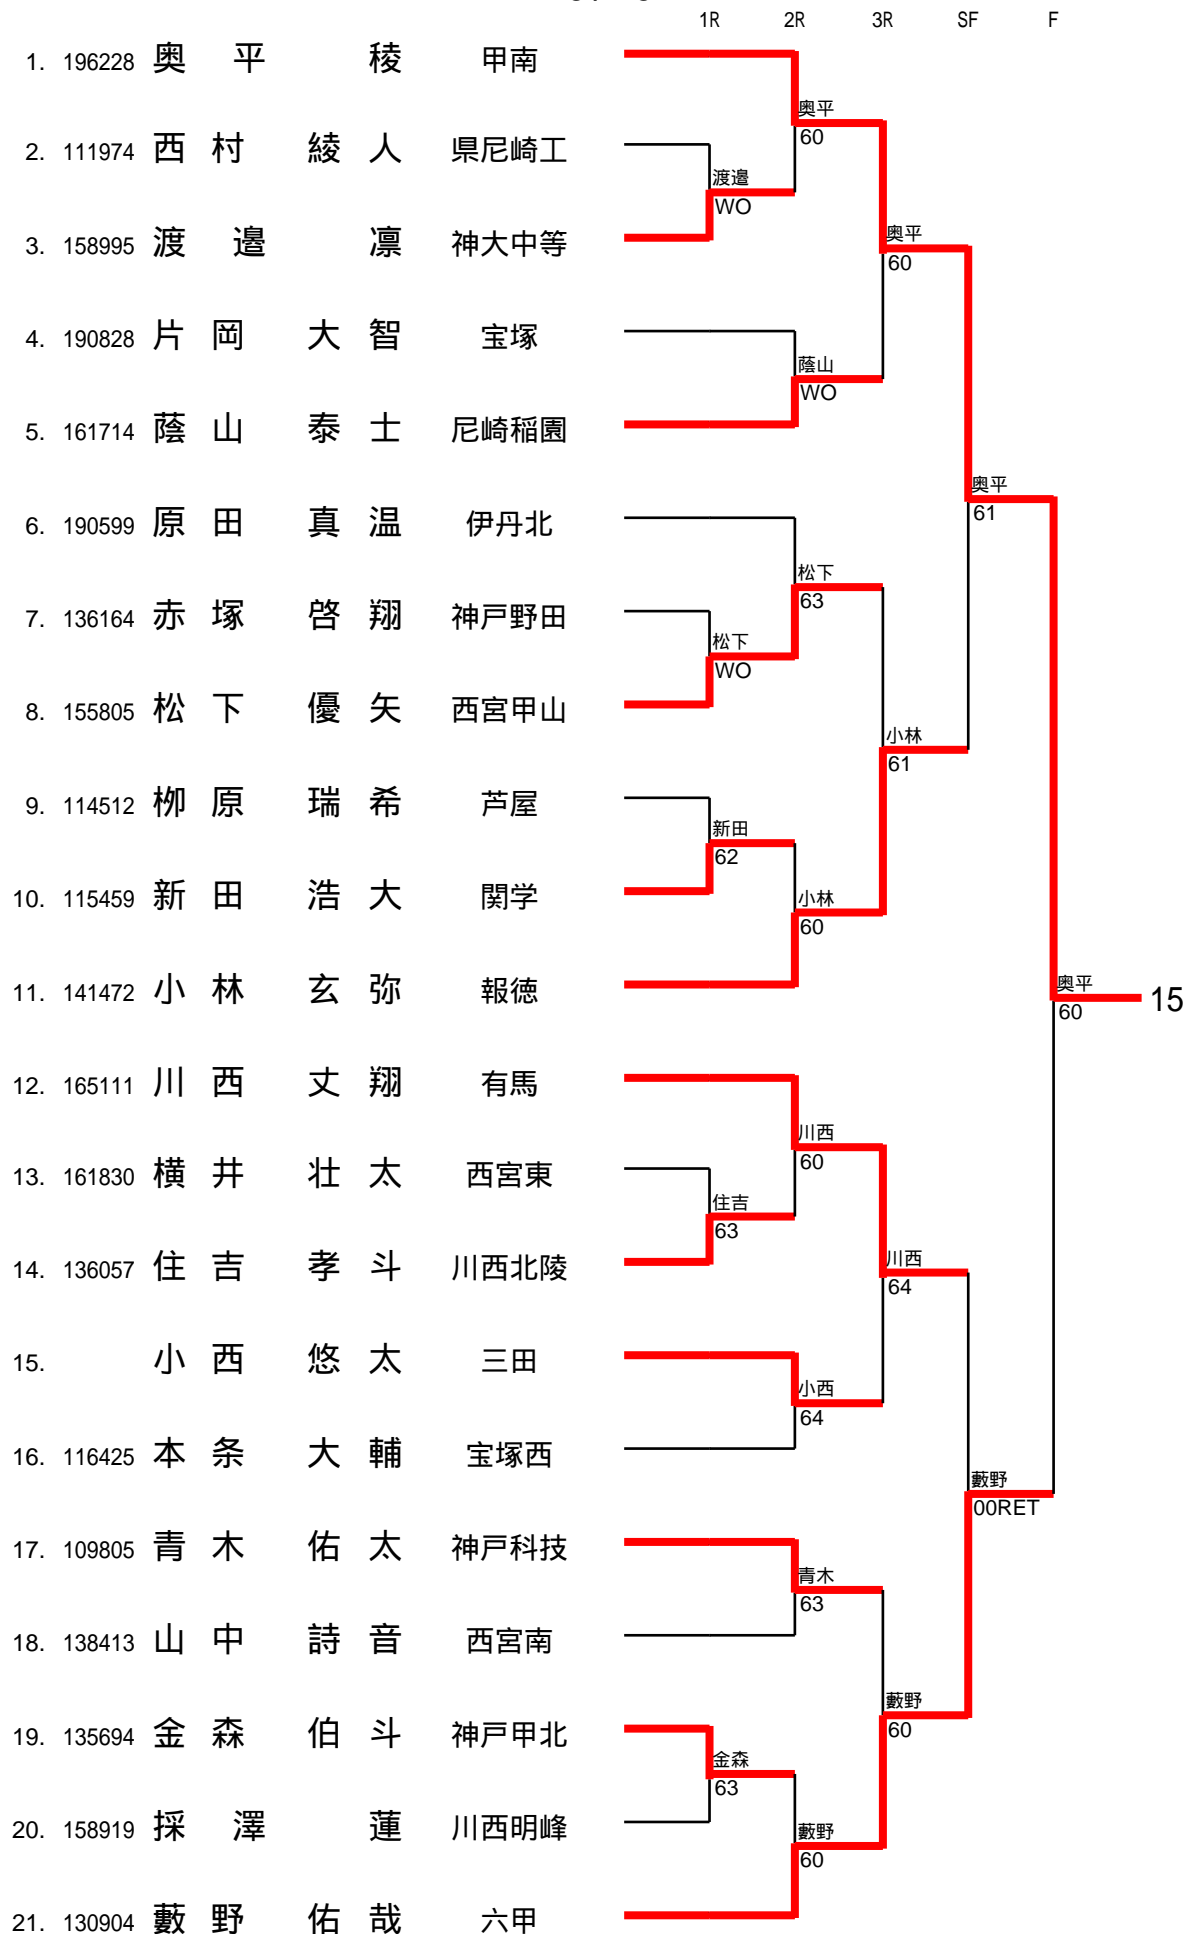 1R 2R 3R SF F
1. 196228 奥平 稜 甲南
奥平
60
2. 111974 西村 綾人 県尼崎工
渡邉
WO
3. 158995 渡邉 凛 神大中等
奥平
60
4. 190828 片岡 大智 宝塚
蔭山
WO
5. 161714 蔭山 泰士 尼崎稲園
奥平
61
6. 190599 原田 真温 伊丹北
松下
63
7. 136164 赤塚 啓翔 神戸野田
松下
WO
8. 155805 松下 優矢 西宮甲山
小林
61
9. 114512 栁原 瑞希 芦屋
新田
62
10. 115459 新田 浩大 関学
小林
60
11. 141472 小林 玄弥 報徳
奥平
60
15
12. 165111 川西 丈翔 有馬
川西
60
13. 161830 横井 壮太 西宮東
住吉
63
14. 136057 住吉 孝斗 川西北陵
川西
64
15. 小西 悠太 三田
小西
64
16. 116425 本条 大輔 宝塚西
藪野
00RET
17. 109805 青木 佑太 神戸科技
青木
63
18. 138413 山中 詩音 西宮南
藪野
60
19. 135694 金森 伯斗 神戸甲北
金森
63
20. 158919 採澤 蓮 川西明峰
藪野
60
21. 130904 藪野 佑哉 六甲